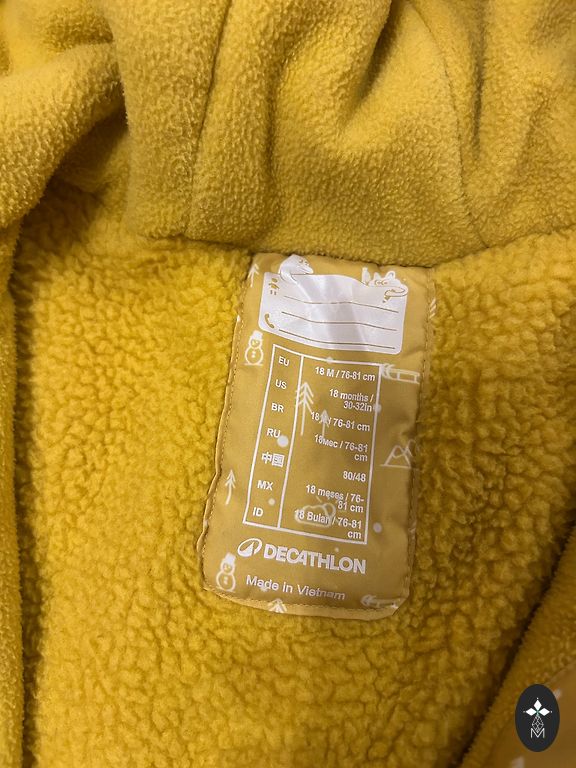 EU 18 M / 76-81 cm
US 18 months /
30-32in
BR 76-81 cm
RU 18мес / 76-81
cm
中国 80/48
MX 18 meses / 76-
81 cm
ID 18 Bulan / 76-81
cm
DECATHLON
Made in Vietnam
M